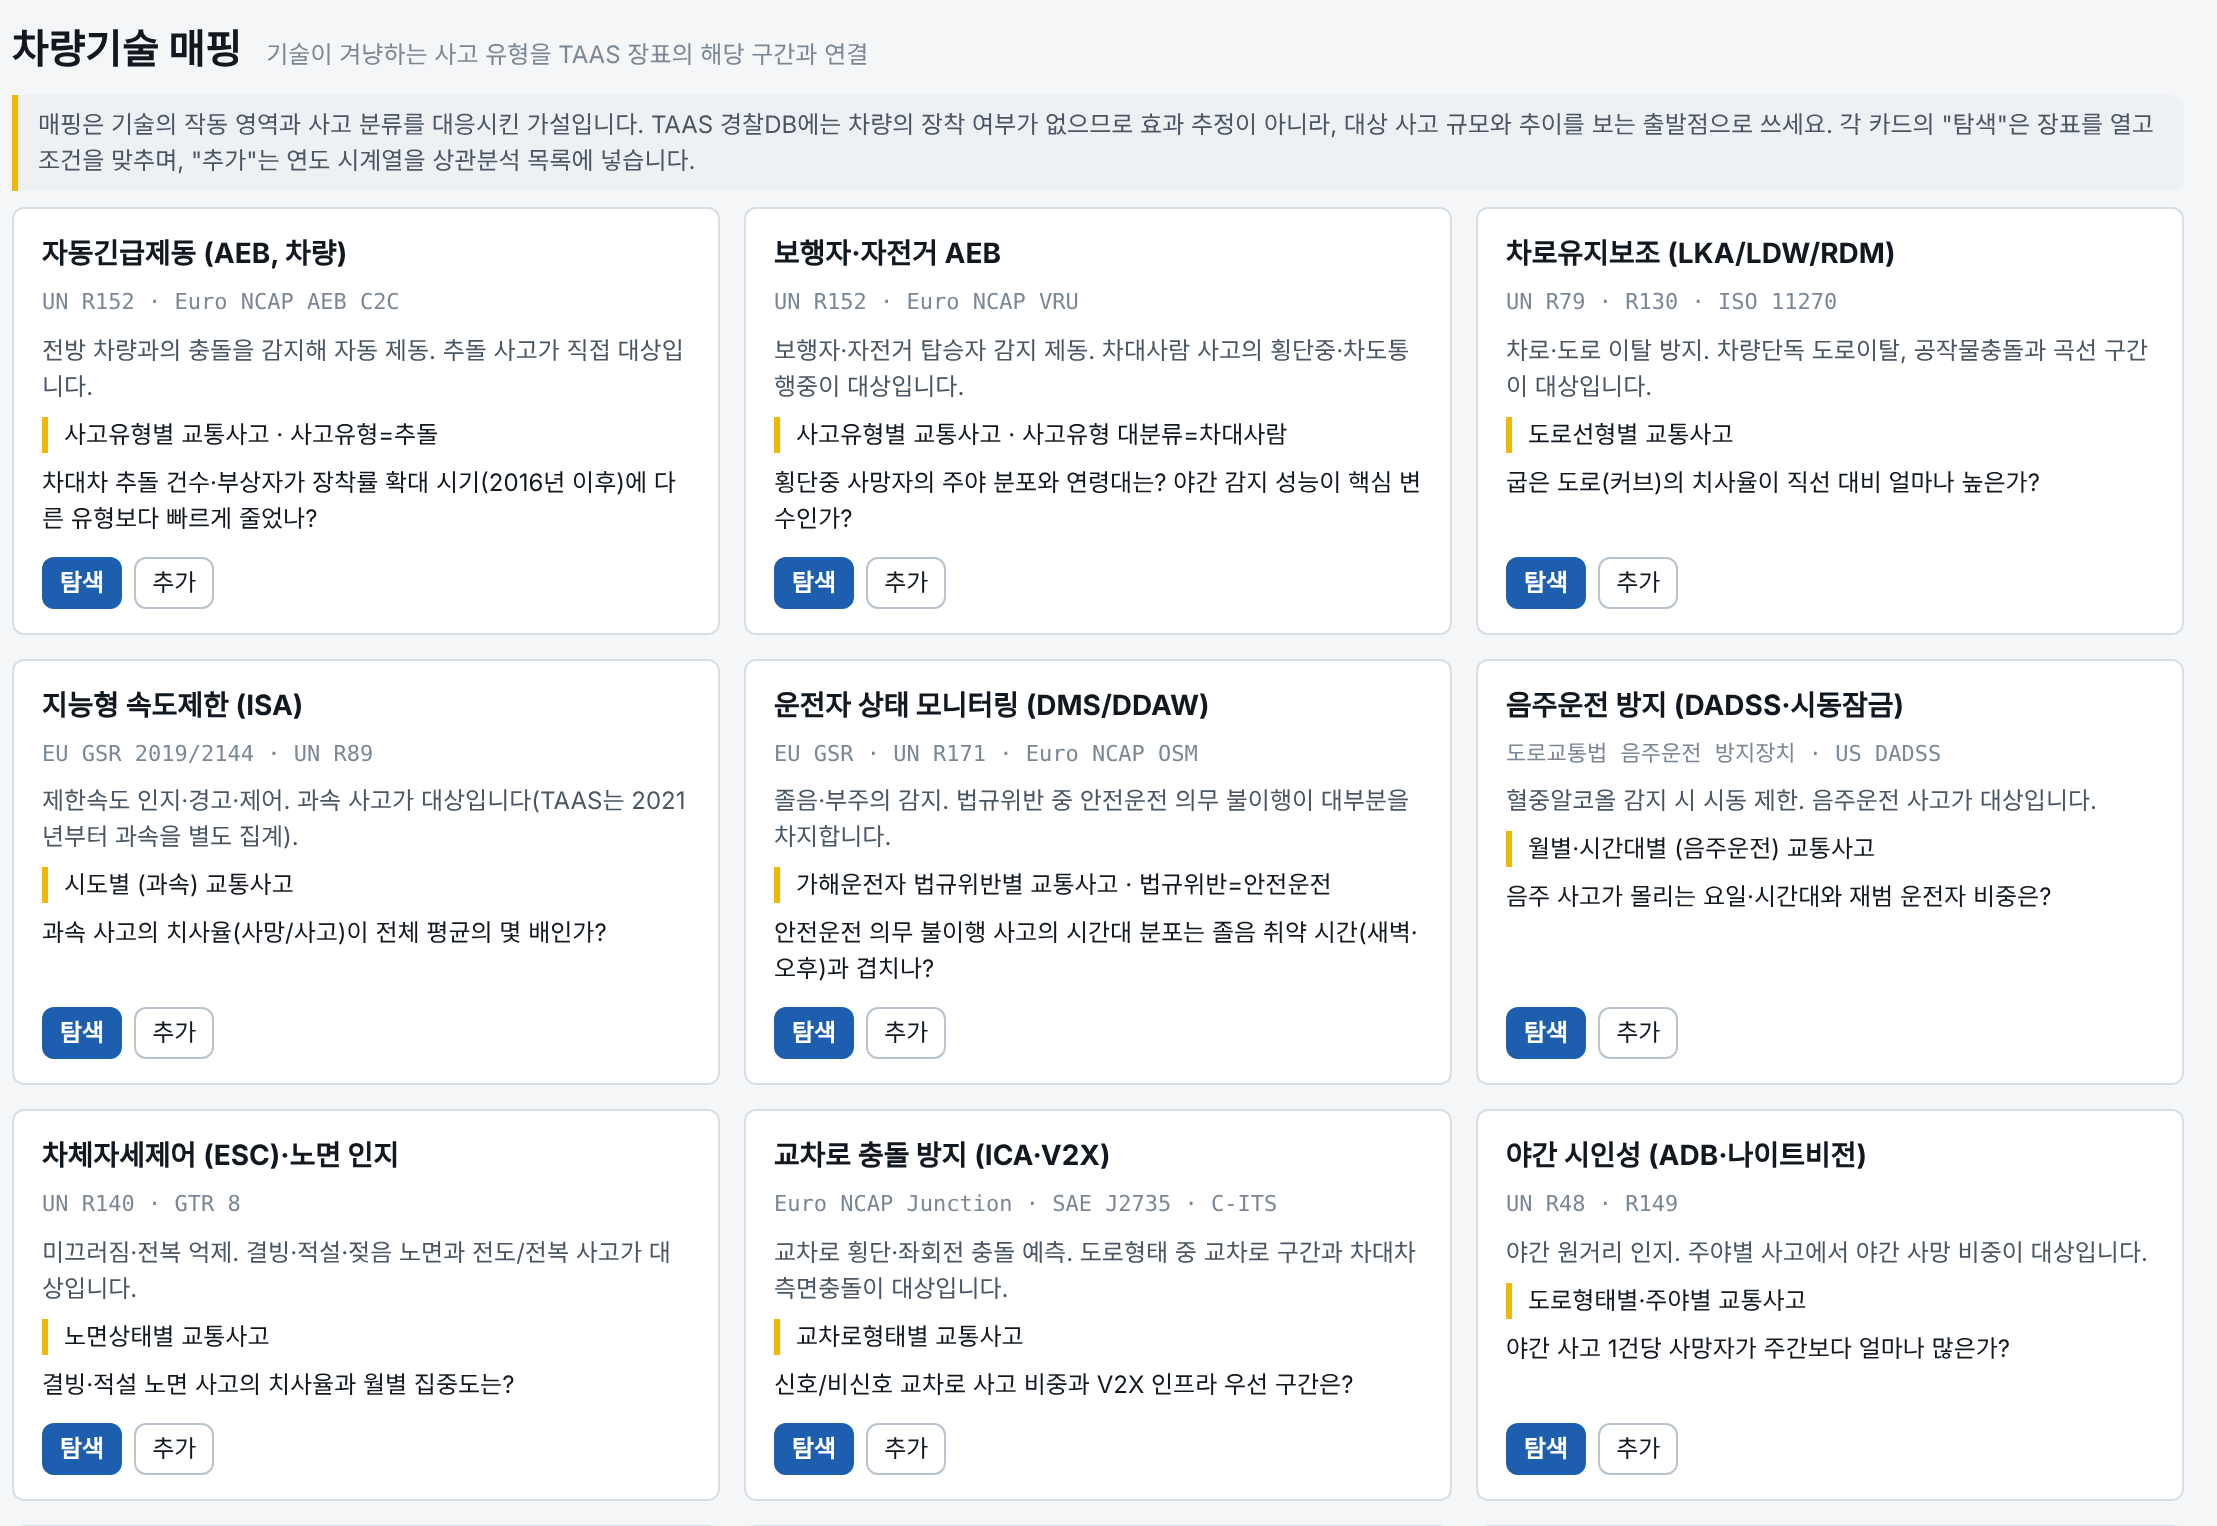 차량기술 매핑 기술이 겨냥하는 사고 유형을 TAAS 장표의 해당 구간과 연결
매핑은 기술의 작동 영역과 사고 분류를 대응시킨 가설입니다. TAAS 경찰DB에는 차량의 장착 여부가 없으므로 효과 추정이 아니라, 대상 사고 규모와 추이를 보는 출발점으로 쓰세요. 각 카드의 "탐색"은 장표를 열고
조건을 맞추며, "추가"는 연도 시계열을 상관분석 목록에 넣습니다.
자동긴급제동 (AEB, 차량)
UN R152 · Euro NCAP AEB C2C
전방 차량과의 충돌을 감지해 자동 제동. 추돌 사고가 직접 대상입
니다.
사고유형별 교통사고 · 사고유형=추돌
차대차 추돌 건수·부상자가 장착률 확대 시기(2016년 이후)에 다
른 유형보다 빠르게 줄었나?
탐색 추가
보행자·자전거 AEB
UN R152 · Euro NCAP VRU
보행자·자전거 탑승자 감지 제동. 차대사람 사고의 횡단중·차도통
행중이 대상입니다.
사고유형별 교통사고 · 사고유형 대분류=차대사람
횡단중 사망자의 주야 분포와 연령대는? 야간 감지 성능이 핵심 변
수인가?
탐색 추가
차로유지보조 (LKA/LDW/RDM)
UN R79 · R130 · ISO 11270
차로·도로 이탈 방지. 차량단독 도로이탈, 공작물충돌과 곡선 구간
이 대상입니다.
도로선형별 교통사고
굽은 도로(커브)의 치사율이 직선 대비 얼마나 높은가?
탐색 추가
지능형 속도제한 (ISA)
EU GSR 2019/2144 · UN R89
제한속도 인지·경고·제어. 과속 사고가 대상입니다(TAAS는 2021
년부터 과속을 별도 집계).
시도별 (과속) 교통사고
과속 사고의 치사율(사망/사고)이 전체 평균의 몇 배인가?
탐색 추가
운전자 상태 모니터링 (DMS/DDAW)
EU GSR · UN R171 · Euro NCAP OSM
졸음·부주의 감지. 법규위반 중 안전운전 의무 불이행이 대부분을
차지합니다.
가해운전자 법규위반별 교통사고 · 법규위반=안전운전
안전운전 의무 불이행 사고의 시간대 분포는 졸음 취약 시간(새벽·
오후)과 겹치나?
탐색 추가
음주운전 방지 (DADSS·시동잠금)
도로교통법 음주운전 방지장치 · US DADSS
혈중알코올 감지 시 시동 제한. 음주운전 사고가 대상입니다.
월별·시간대별 (음주운전) 교통사고
음주 사고가 몰리는 요일·시간대와 재범 운전자 비중은?
탐색 추가
차체자세제어 (ESC)·노면 인지
UN R140 · GTR 8
미끄러짐·전복 억제. 결빙·적설·젖음 노면과 전도/전복 사고가 대
상입니다.
노면상태별 교통사고
결빙·적설 노면 사고의 치사율과 월별 집중도는?
탐색 추가
교차로 충돌 방지 (ICA·V2X)
Euro NCAP Junction · SAE J2735 · C-ITS
교차로 횡단·좌회전 충돌 예측. 도로형태 중 교차로 구간과 차대차
측면충돌이 대상입니다.
교차로형태별 교통사고
신호/비신호 교차로 사고 비중과 V2X 인프라 우선 구간은?
탐색 추가
야간 시인성 (ADB·나이트비전)
UN R48 · R149
야간 원거리 인지. 주야별 사고에서 야간 사망 비중이 대상입니다.
도로형태별·주야별 교통사고
야간 사고 1건당 사망자가 주간보다 얼마나 많은가?
탐색 추가